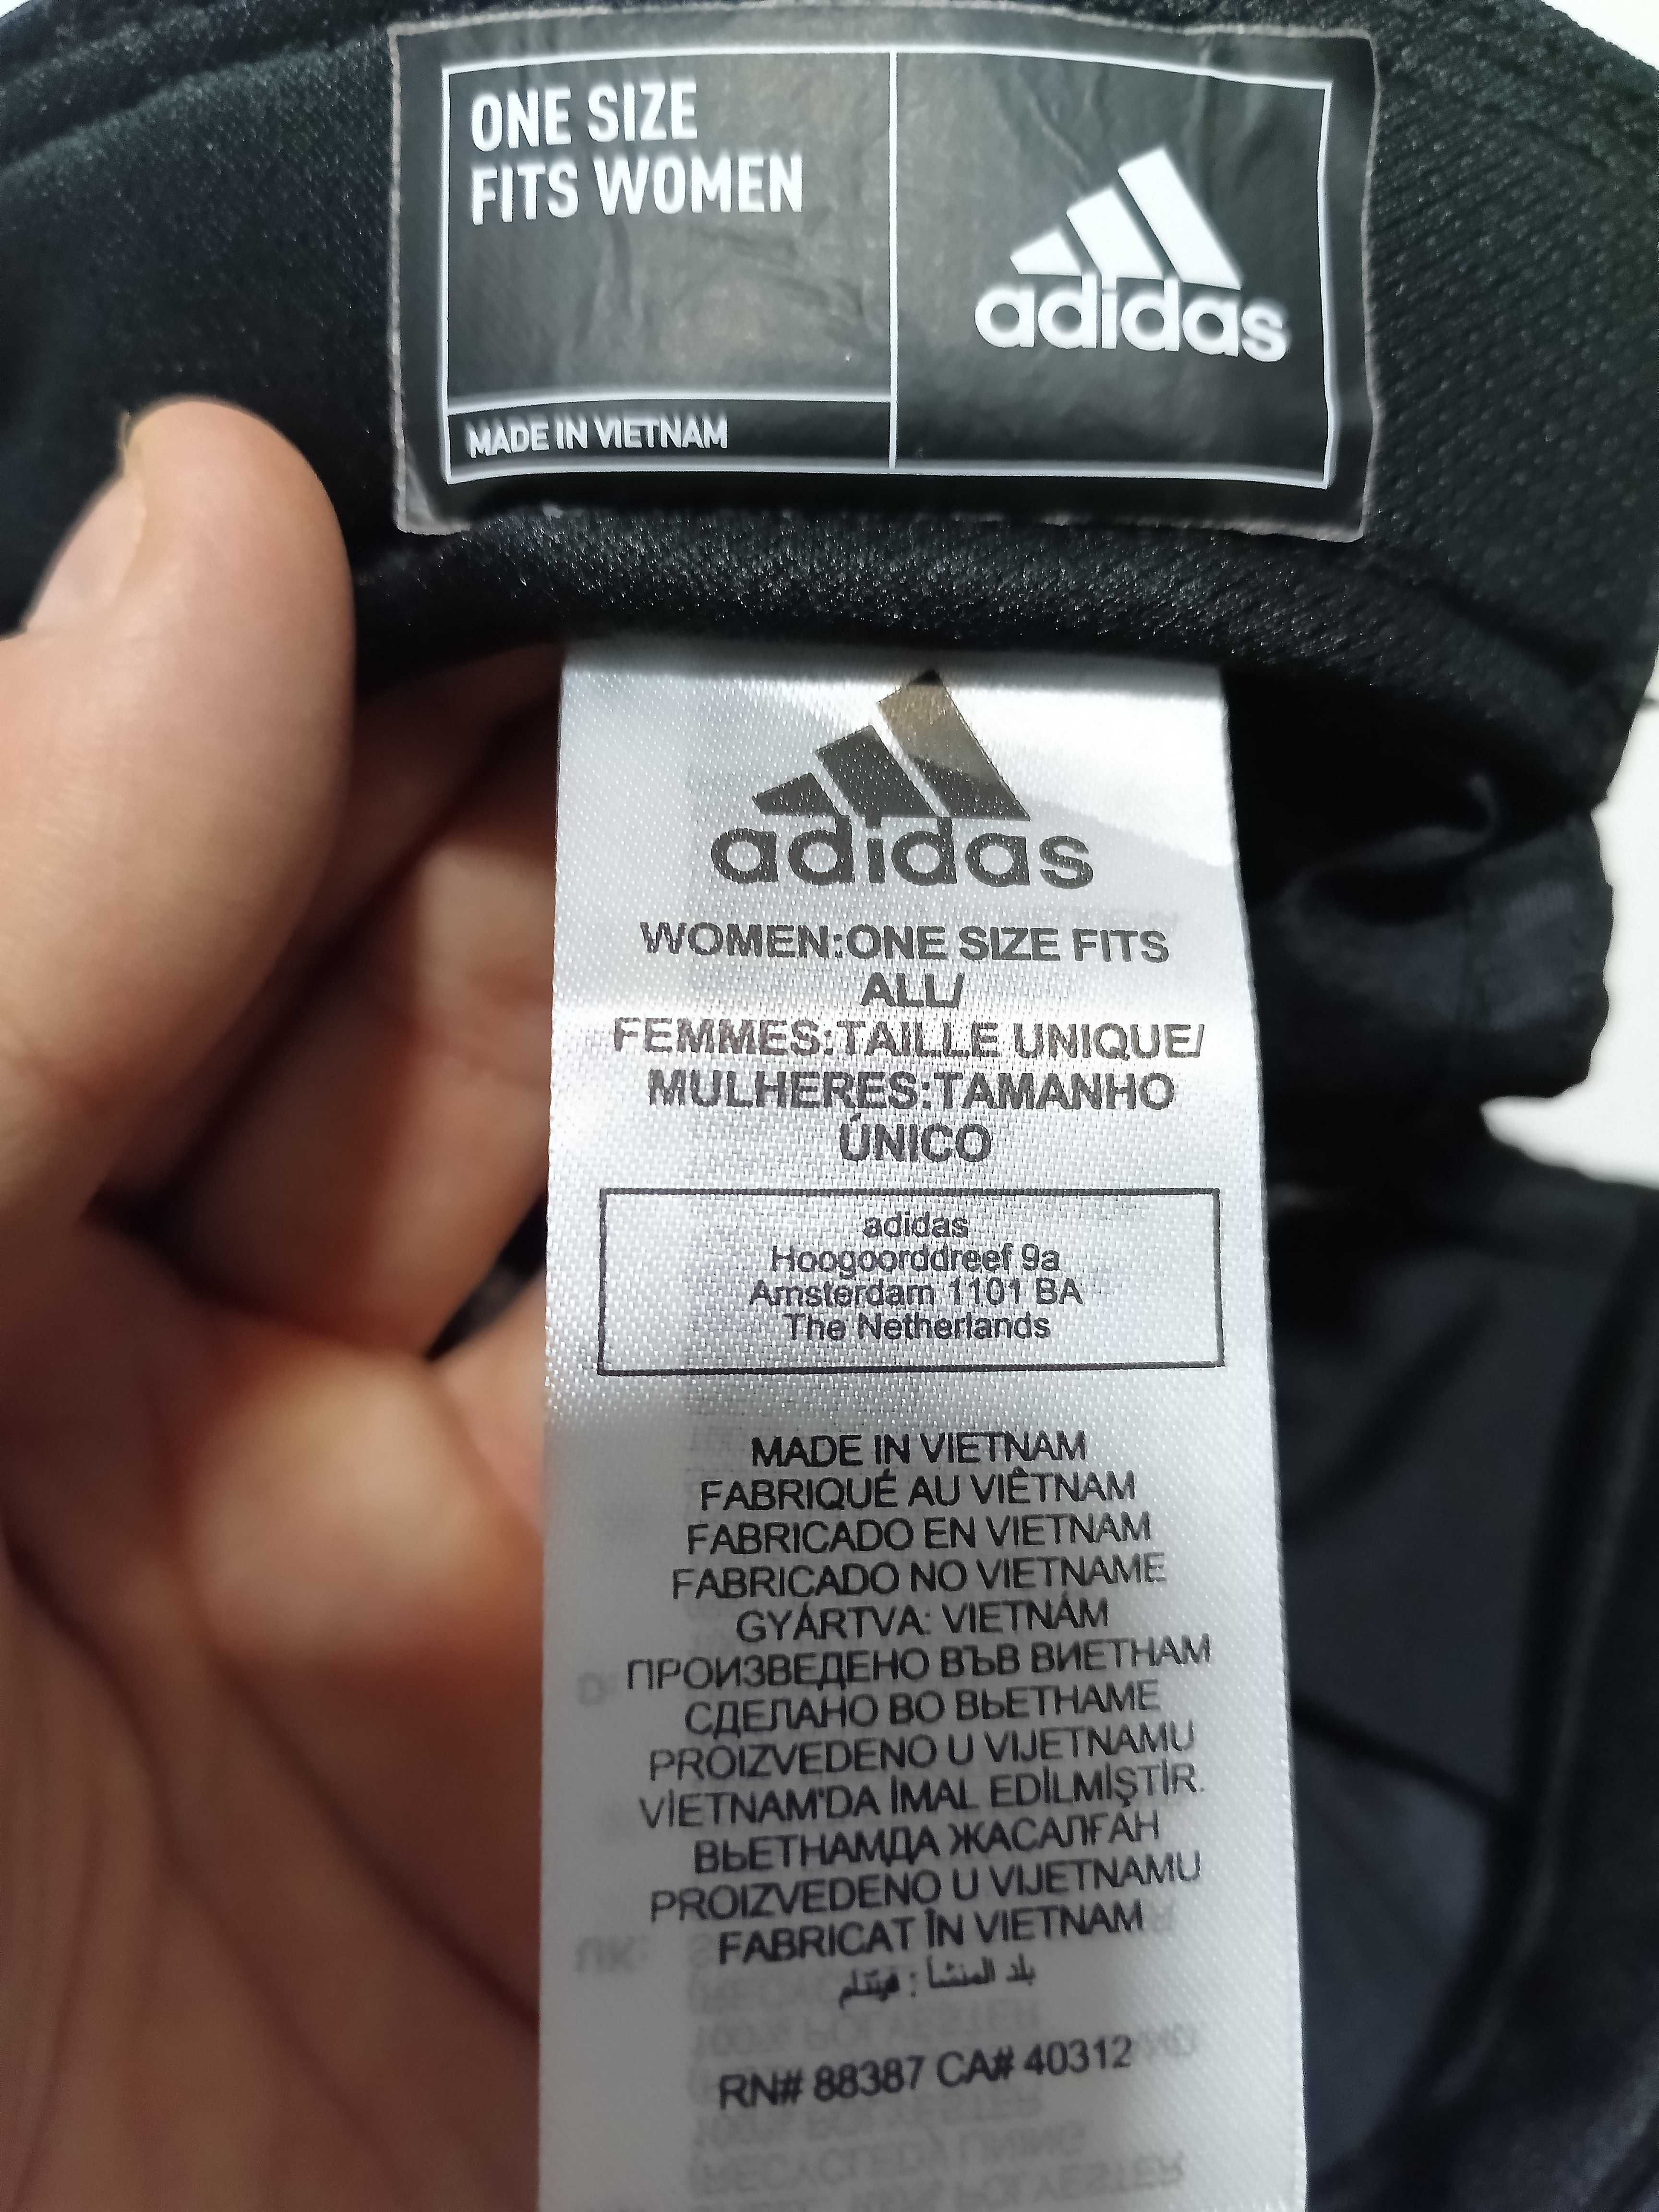 ONE SIZE
FITS WOMEN
MADE IN VIETNAM
adidas
adidas
WOMEN:ONE SIZE FITS
ALL/
FEMMES:TAILLE UNIQUE/
MULHERES:TAMANHO
ÚNICO
adidas
Hoogoorddreef 9a
Amsterdam 1101 BA
The Netherlands
MADE IN VIETNAM
FABRIQUÉ AU VIÊTNAM
FABRICADO EN VIETNAM
FABRICADO NO VIETNAME
GYÁRTVA: VIETNÁM
ПРОИЗВЕДЕНО ВЪВ ВИЕТНАМ
СДЕЛАНО ВО ВЬЕТНАМЕ
PROIZVEDENO U VIJETNAMU
VİETNAM'DA İMAL EDİLMİŞTİR.
ВЬЕТНАМДА ЖАСАЛҒАН
PROIZVEDENO U VIJETNAMU
FABRICAT ÎN VIETNAM
بلد المنشأ : فيتنام
RN# 88387 CA# 40312